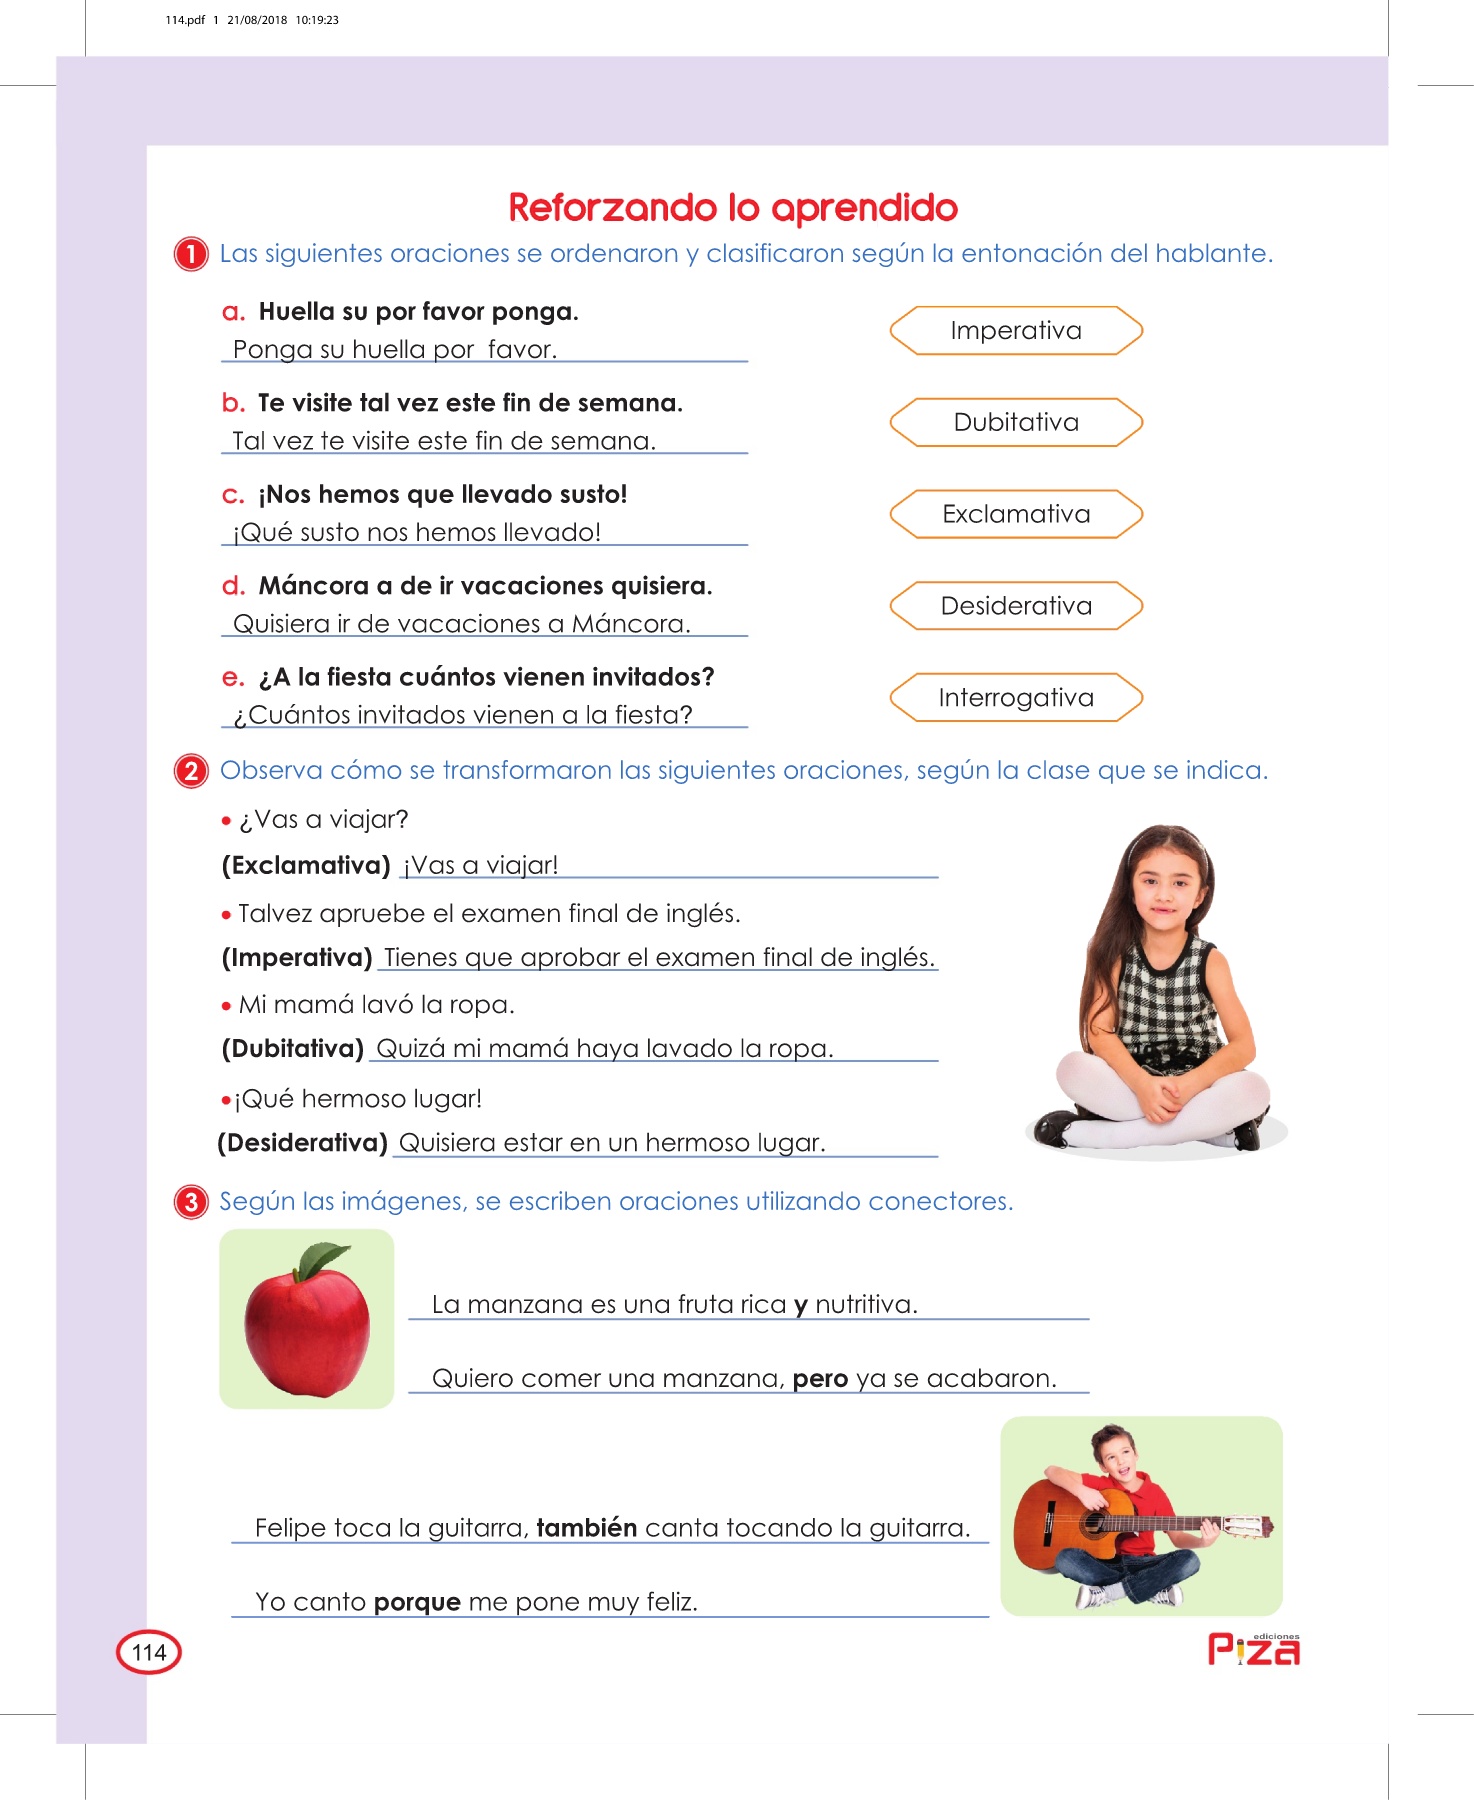 114.pdf 1 21/08/2018 10:19:23
Reforzando lo aprendido
1 Las siguientes oraciones se ordenaron y clasificaron según la entonación del hablante.
a. Huella su por favor ponga.
Ponga su huella por favor.
Imperativa
b. Te visite tal vez este fin de semana.
Tal vez te visite este fin de semana.
Dubitativa
c. ¡Nos hemos que llevado susto!
¡Qué susto nos hemos llevado!
Exclamativa
d. Máncora a de ir vacaciones quisiera.
Quisiera ir de vacaciones a Máncora.
Desiderativa
e. ¿A la fiesta cuántos vienen invitados?
¿Cuántos invitados vienen a la fiesta?
Interrogativa
2 Observa cómo se transformaron las siguientes oraciones, según la clase que se indica.
• ¿Vas a viajar?
(Exclamativa) ¡Vas a viajar!
• Talvez apruebe el examen final de inglés.
(Imperativa) Tienes que aprobar el examen final de inglés.
• Mi mamá lavó la ropa.
(Dubitativa) Quizá mi mamá haya lavado la ropa.
•¡Qué hermoso lugar!
(Desiderativa) Quisiera estar en un hermoso lugar.
3 Según las imágenes, se escriben oraciones utilizando conectores.
La manzana es una fruta rica y nutritiva.
Quiero comer una manzana, pero ya se acabaron.
Felipe toca la guitarra, también canta tocando la guitarra.
Yo canto porque me pone muy feliz.
114
ediciones
Piza